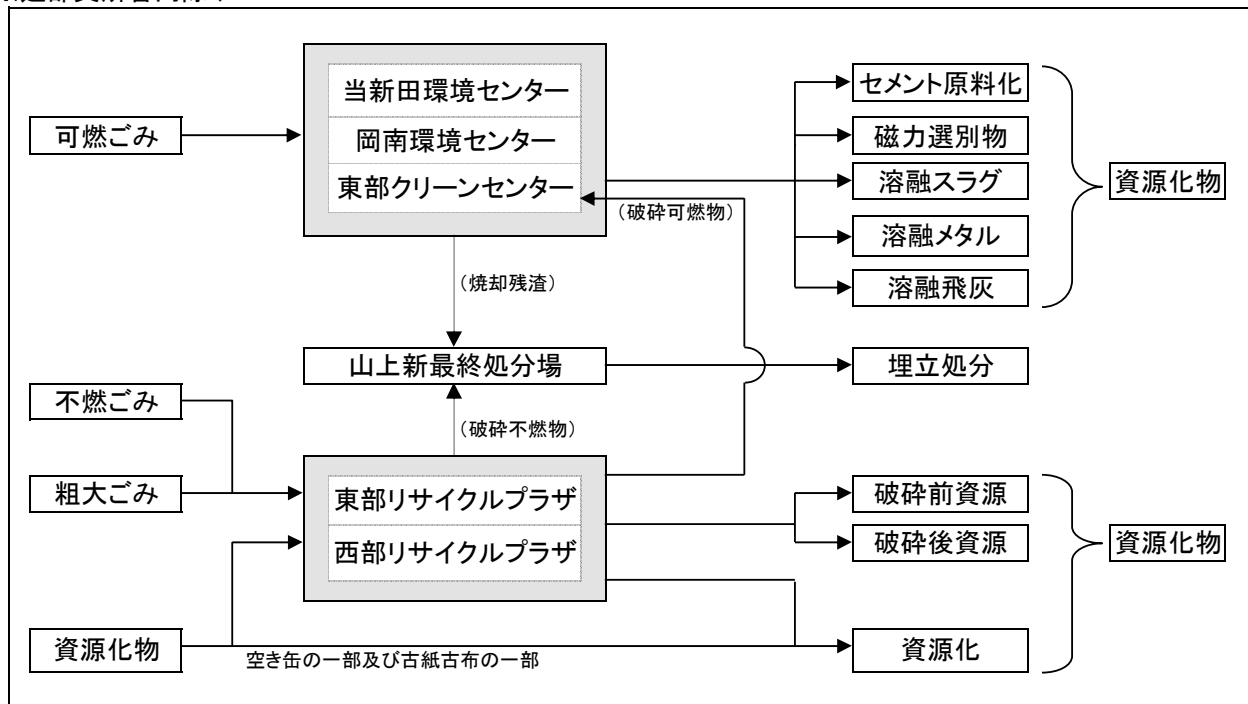 可燃ごみ
当新田環境センター
岡南環境センター
東部クリーンセンター
(破砕可燃物)
セメント原料化
磁力選別物
溶融スラグ
溶融メタル
溶融飛灰
資源化物
(焼却残渣)
山上新最終処分場
埋立処分
不燃ごみ
(破砕不燃物)
粗大ごみ
東部リサイクルプラザ
西部リサイクルプラザ
破砕前資源
破砕後資源
資源化物
資源化物
空き缶の一部及び古紙古布の一部
資源化